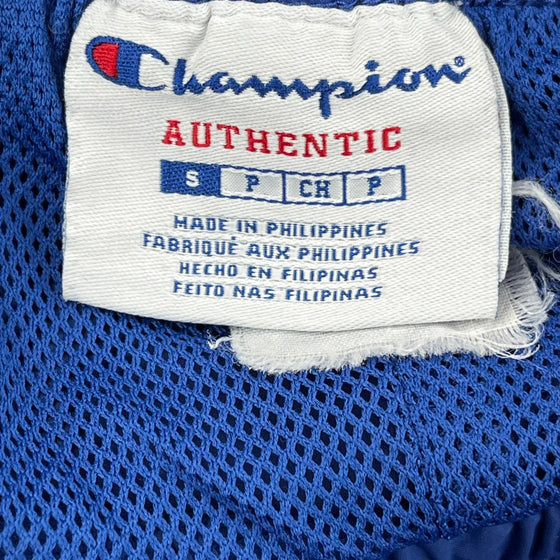 Champion®
AUTHENTIC
S P CH P
MADE IN PHILIPPINES
FABRIQUÉ AUX PHILIPPINES
HECHO EN FILIPINAS
FEITO NAS FILIPINAS